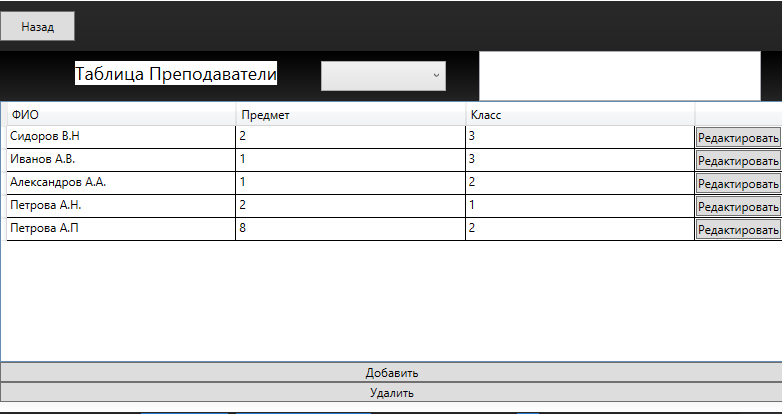 Назад
Таблица Преподаватели
ФИО Предмет Класс
Сидоров В.Н 2 3 Редактировать
Иванов А.В. 1 3 Редактировать
Александров А.А. 1 2 Редактировать
Петрова А.Н. 2 1 Редактировать
Петрова А.П 8 2 Редактировать
Добавить
Удалить